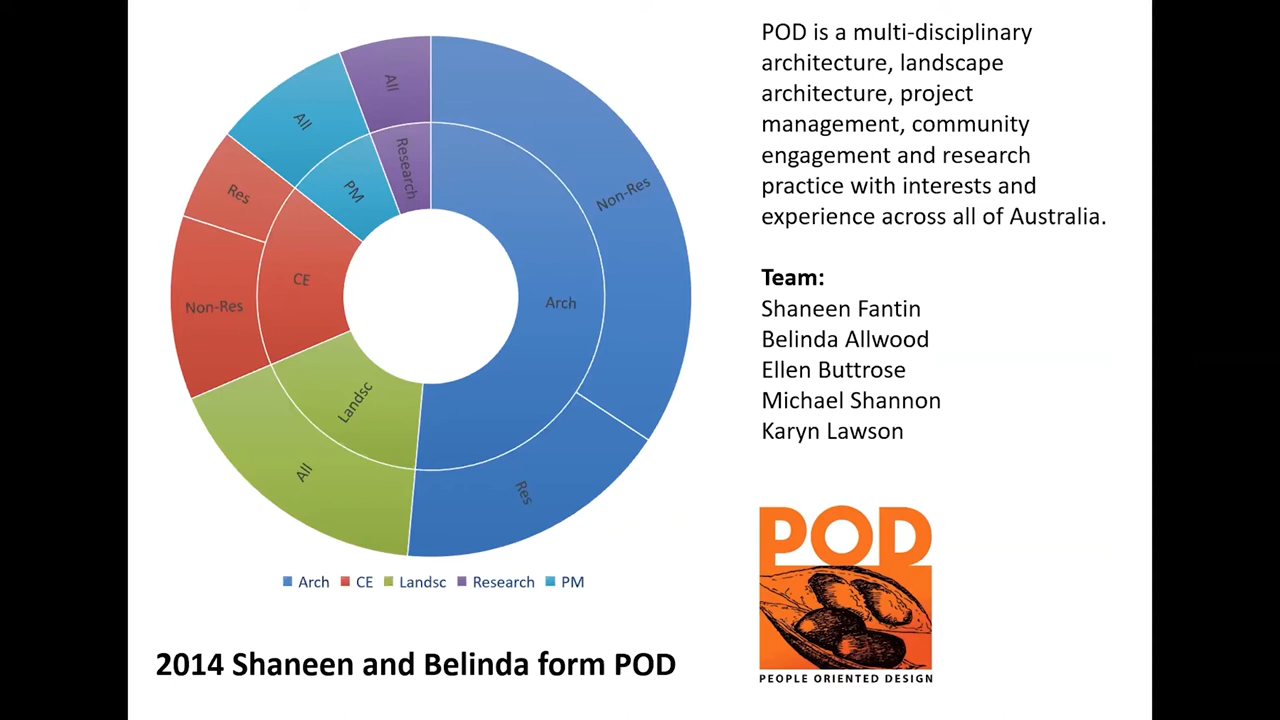 All
All
Research
PM
Res
Non-Res
CE
Non-Res
Arch
Landsc
All
Res
Arch CE Landsc Research PM
2014 Shaneen and Belinda form POD
POD is a multi-disciplinary
architecture, landscape
architecture, project
management, community
engagement and research
practice with interests and
experience across all of Australia.
Team:
Shaneen Fantin
Belinda Allwood
Ellen Buttrose
Michael Shannon
Karyn Lawson
POD
PEOPLE ORIENTED DESIGN